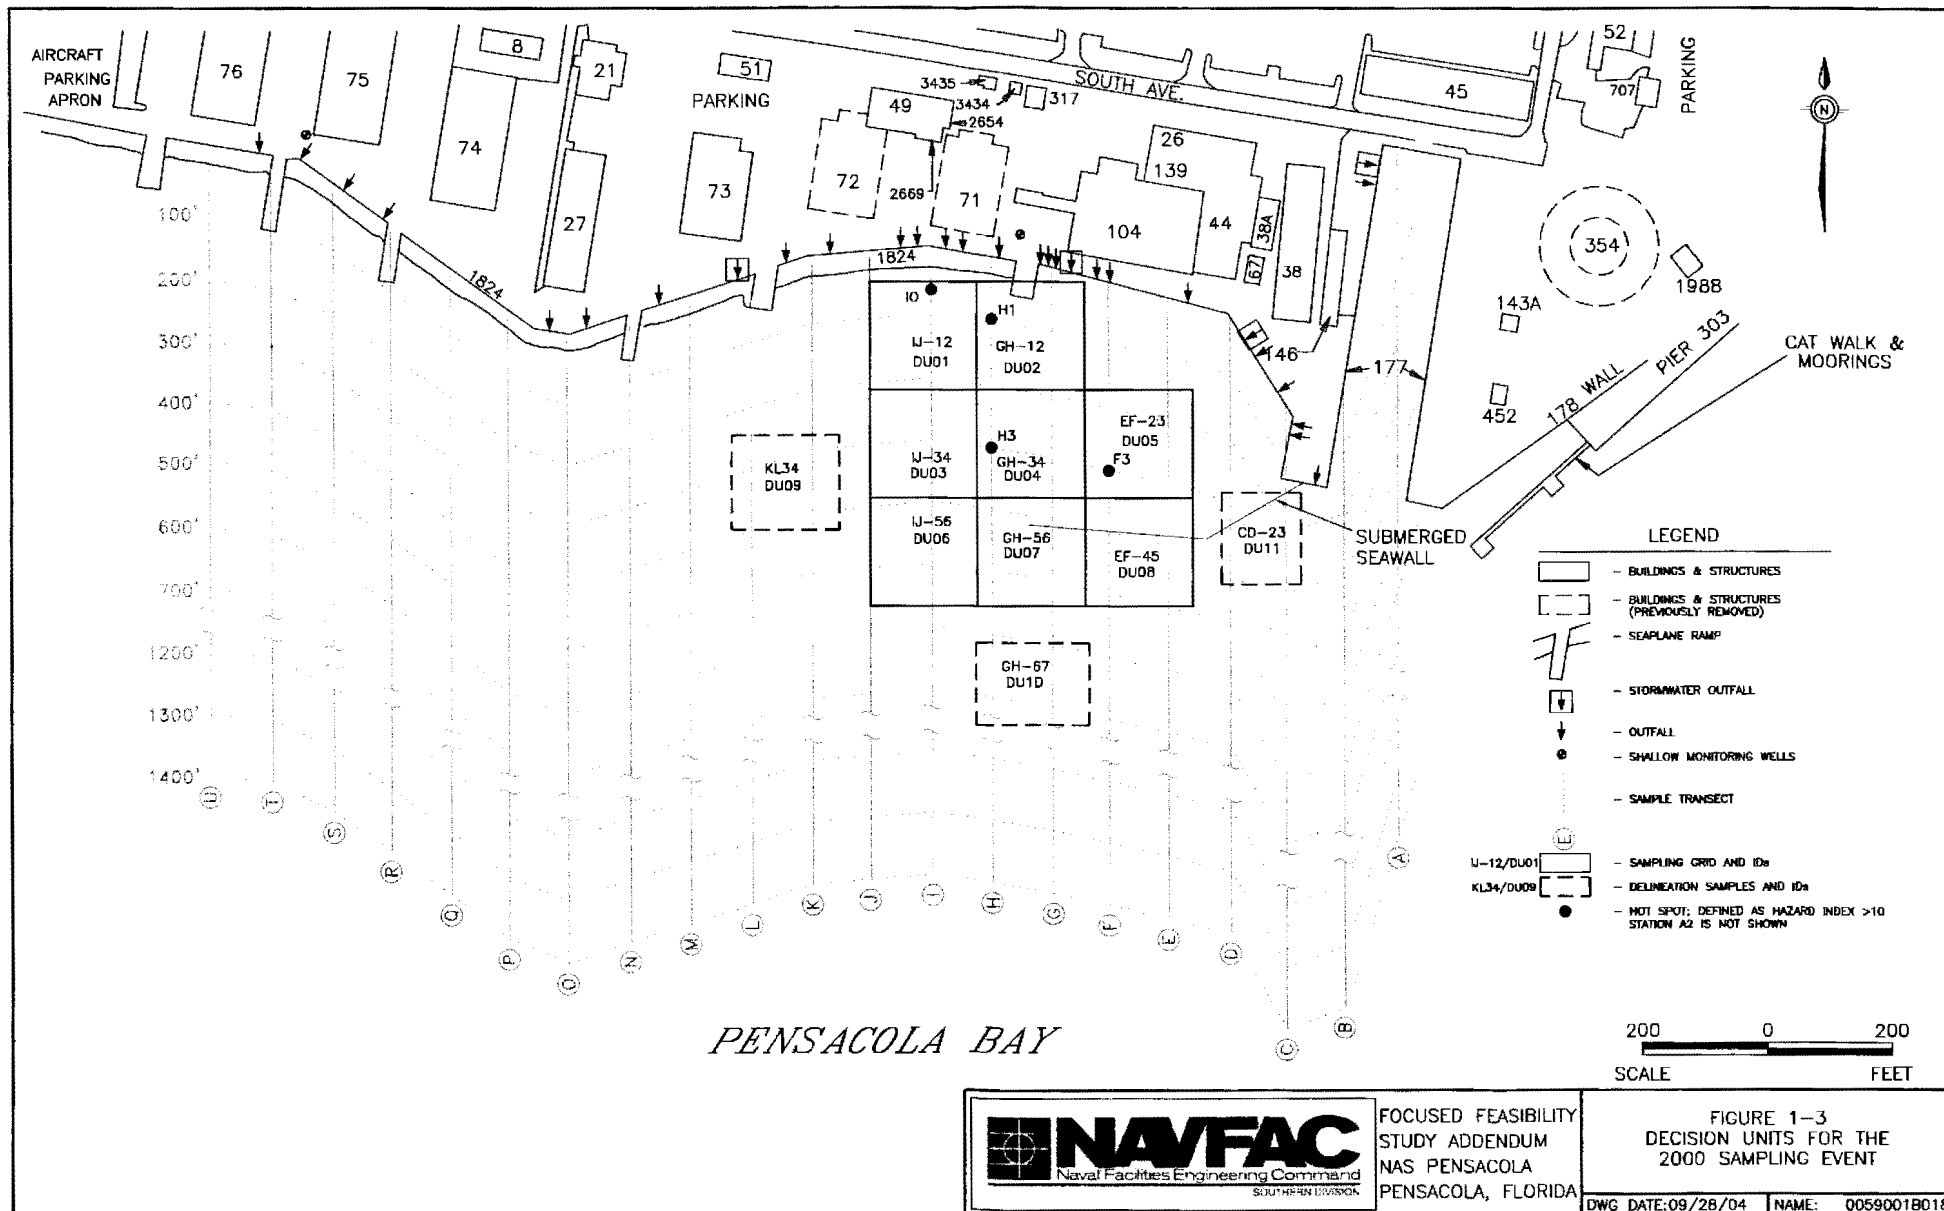 AIRCRAFT
PARKING
APRON
76
75
8
21
51
PARKING
74
27
73
72
49
3435
3434
2654
317
2669
71
SOUTH AVE.
26
139
104
44
38A
67
38
45
52
707
PARKING
N
354
1988
143A
452
146
177
178 WALL
PIER 303
CAT WALK &
MOORINGS
1824
1824
100'
200'
300'
400'
500'
600'
700'
1200'
1300'
1400'
I0
H1
IJ-12
DU01
GH-12
DU02
H3
IJ-34
DU03
GH-34
DU04
EF-23
DU05
F3
IJ-56
DU06
GH-56
DU07
EF-45
DU08
KL34
DU09
GH-67
DU1D
CD-23
DU11
SUBMERGED
SEAWALL
U
T
S
R
Q
P
O
N
M
L
K
J
I
H
G
F
E
D
C
B
A
PENSACOLA BAY
LEGEND
- BUILDINGS & STRUCTURES
- BUILDINGS & STRUCTURES
(PREVIOUSLY REMOVED)
- SEAPLANE RAMP
- STORMWATER OUTFALL
- OUTFALL
- SHALLOW MONITORING WELLS
- SAMPLE TRANSECT
E
IJ-12/DU01 - SAMPLING GRID AND IDs
KL34/DU09 - DELINEATION SAMPLES AND IDs
- HOT SPOT; DEFINED AS HAZARD INDEX >10
STATION A2 IS NOT SHOWN
200 0 200
SCALE FEET
NAVFAC
Naval Facilities Engineering Command
SOUTHERN DIVISION
FOCUSED FEASIBILITY
STUDY ADDENDUM
NAS PENSACOLA
PENSACOLA, FLORIDA
FIGURE 1-3
DECISION UNITS FOR THE
2000 SAMPLING EVENT
DWG DATE:09/28/04 NAME: 00590018018